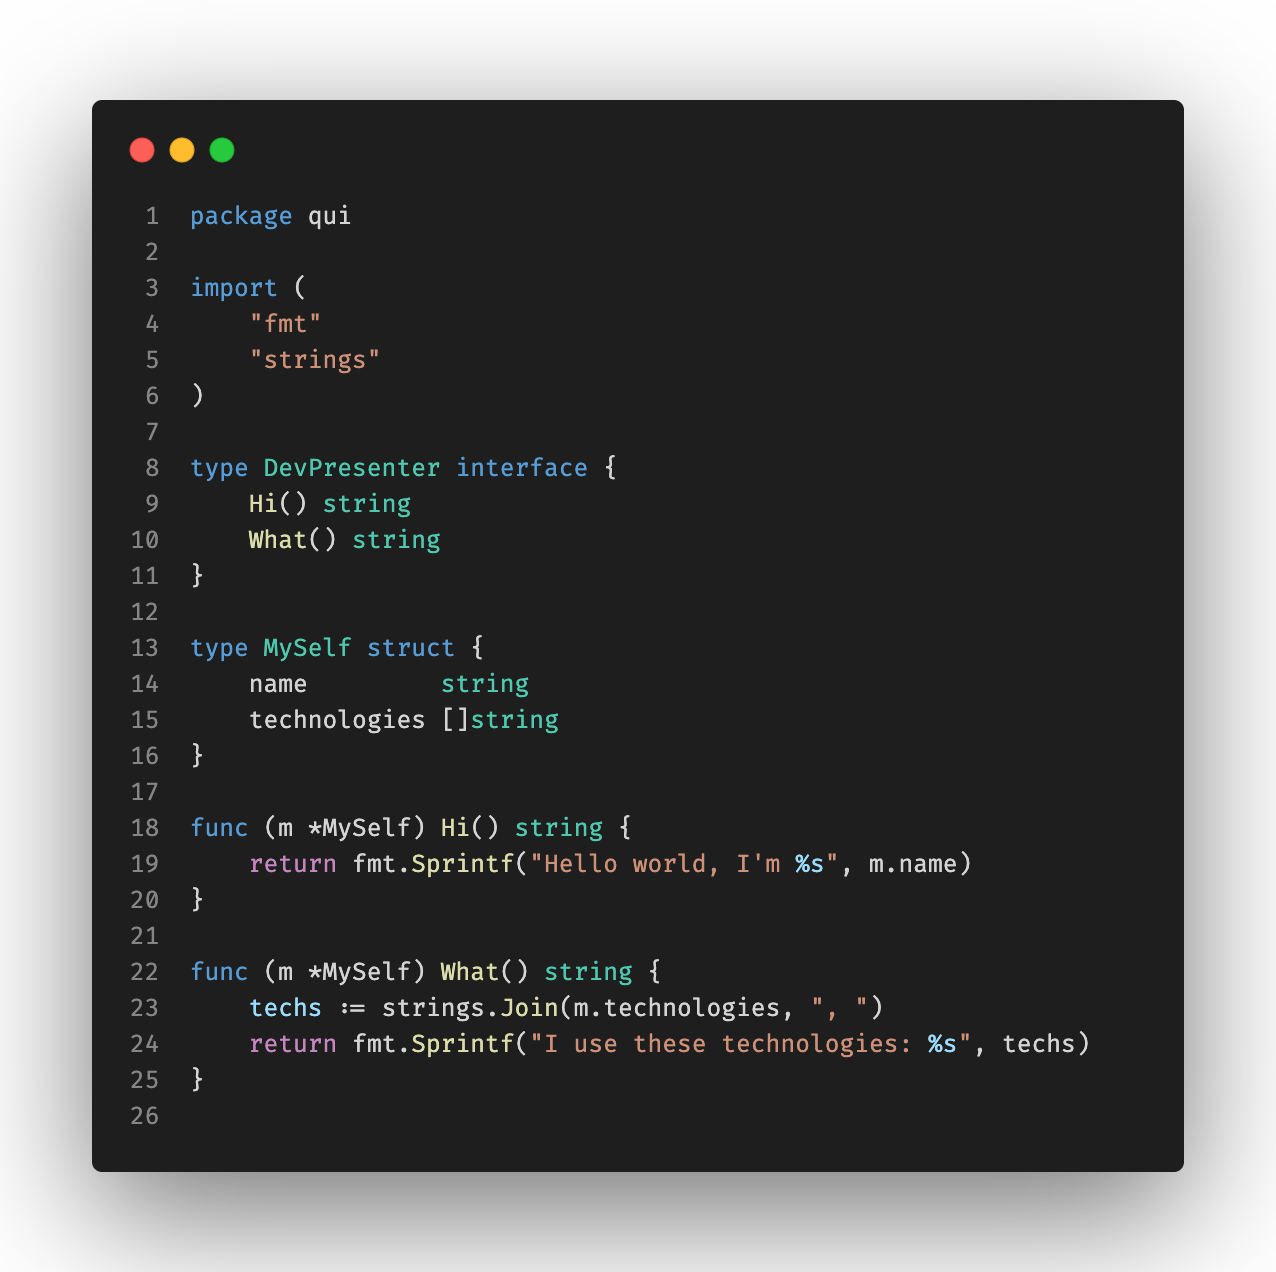 1 package qui
2
3 import (
4     "fmt"
5     "strings"
6 )
7
8 type DevPresenter interface {
9     Hi() string
10     What() string
11 }
12
13 type MySelf struct {
14     name         string
15     technologies []string
16 }
17
18 func (m *MySelf) Hi() string {
19     return fmt.Sprintf("Hello world, I'm %s", m.name)
20 }
21
22 func (m *MySelf) What() string {
23     techs := strings.Join(m.technologies, ", ")
24     return fmt.Sprintf("I use these technologies: %s", techs)
25 }
26